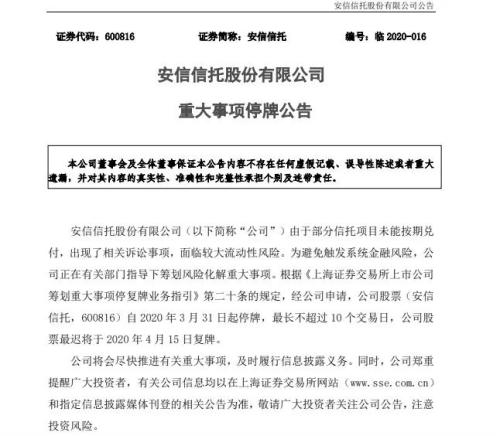 安信信托股份有限公司公告
证券代码：600816 证券简称：安信信托 编号：临 2020-016
安信信托股份有限公司
重大事项停牌公告
本公司董事会及全体董事保证本公告内容不存在任何虚假记载、误导性陈述或者重大
遗漏，并对其内容的真实性、准确性和完整性承担个别及连带责任。
安信信托股份有限公司（以下简称“公司”）由于部分信托项目未能按期兑
付，出现了相关诉讼事项，面临较大流动性风险。为避免触发系统金融风险，公
司正在有关部门指导下筹划风险化解重大事项。根据《上海证券交易所上市公司
筹划重大事项停复牌业务指引》第二十条的规定，经公司申请，公司股票（安信
信托，600816）自 2020 年 3 月 31 日起停牌，最长不超过 10 个交易日，公司股
票最迟将于 2020 年 4 月 15 日复牌。
公司将会尽快推进有关重大事项，及时履行信息披露义务。同时，公司郑重
提醒广大投资者，有关公司信息均以在上海证券交易所网站（www.sse.com.cn）
和指定信息披露媒体刊登的相关公告为准，敬请广大投资者关注公司公告，注意
投资风险。